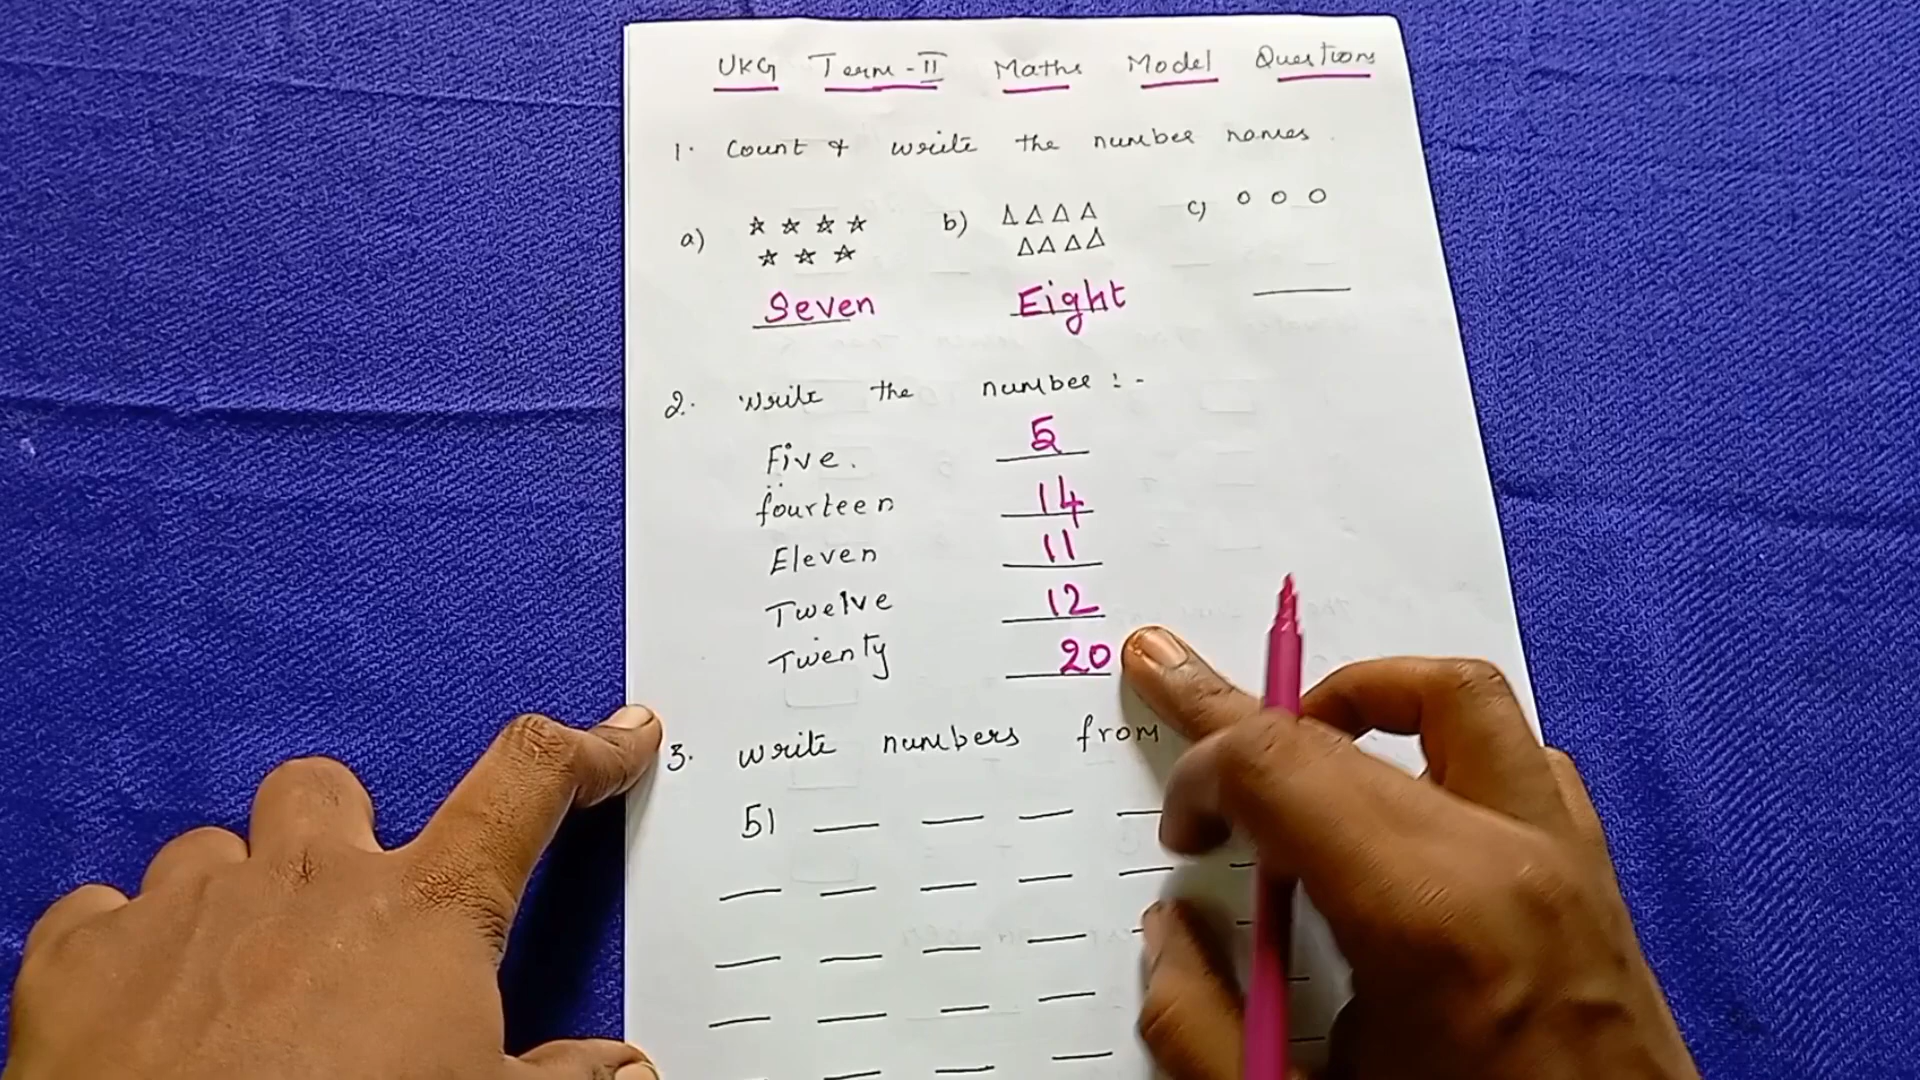 UKG Term-II Maths Model Questions
1. Count & write the number names.
a) b) c)
Seven Eight
2. Write the number :-
Five. 5
fourteen 14
Eleven 11
Twelve 12
Twenty 20
3. write numbers from
51